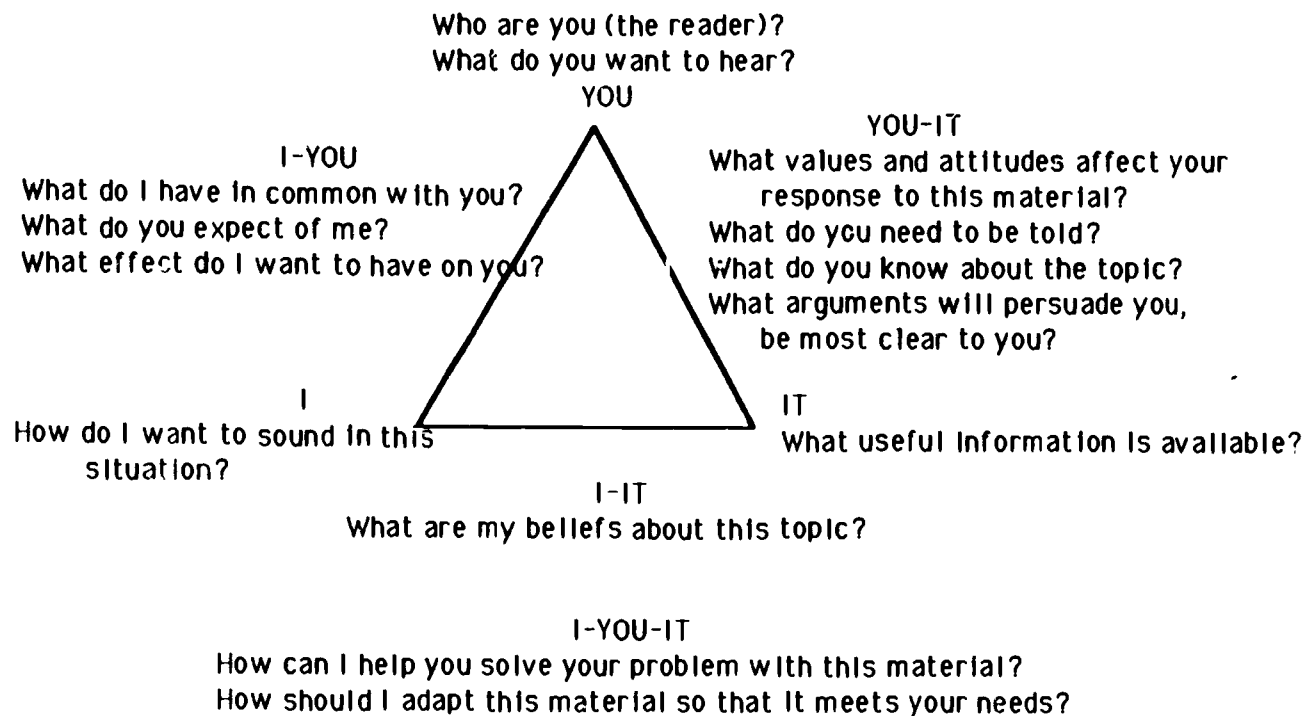 Who are you (the reader)?
What do you want to hear?
YOU
I-YOU
What do I have in common with you?
What do you expect of me?
What effect do I want to have on you?
YOU-IT
What values and attitudes affect your
response to this material?
What do you need to be told?
What do you know about the topic?
What arguments will persuade you,
be most clear to you?
I
How do I want to sound in this
situation?
IT
What useful information is available?
I-IT
What are my beliefs about this topic?
I-YOU-IT
How can I help you solve your problem with this material?
How should I adapt this material so that it meets your needs?